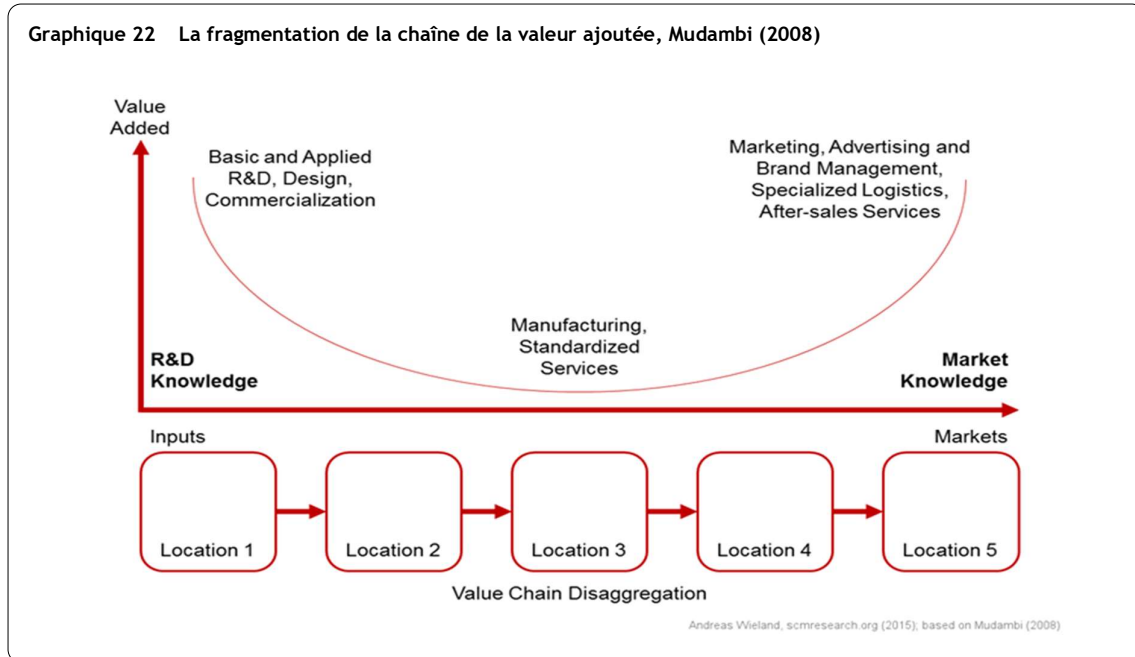 Graphique 22 La fragmentation de la chaîne de la valeur ajoutée, Mudambi (2008)
Value
Added
Basic and Applied
R&D, Design,
Commercialization
Marketing, Advertising and
Brand Management,
Specialized Logistics,
After-sales Services
Manufacturing,
Standardized
Services
R&D
Knowledge
Market
Knowledge
Inputs
Markets
Location 1
Location 2
Location 3
Location 4
Location 5
Value Chain Disaggregation
Andreas Wieland, scmresearch.org (2015); based on Mudambi (2008)